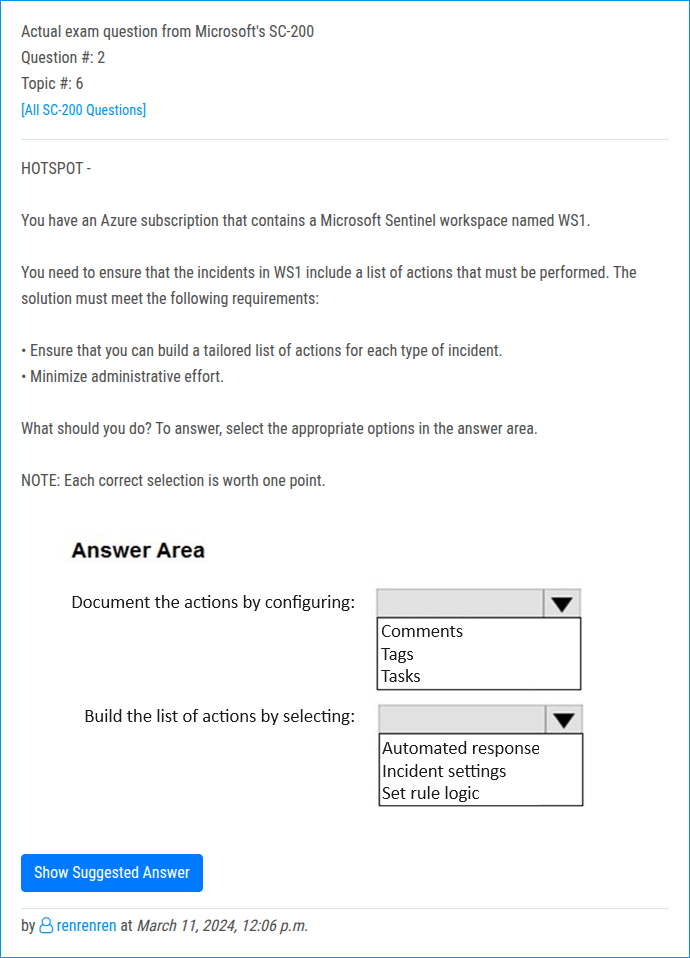 Actual exam question from Microsoft's SC-200
Question #: 2
Topic #: 6
[All SC-200 Questions]
HOTSPOT -
You have an Azure subscription that contains a Microsoft Sentinel workspace named WS1.
You need to ensure that the incidents in WS1 include a list of actions that must be performed. The
solution must meet the following requirements:
• Ensure that you can build a tailored list of actions for each type of incident.
• Minimize administrative effort.
What should you do? To answer, select the appropriate options in the answer area.
NOTE: Each correct selection is worth one point.
Answer Area
Document the actions by configuring:
Comments
Tags
Tasks
Build the list of actions by selecting:
Automated response
Incident settings
Set rule logic
Show Suggested Answer
by renrenren at March 11, 2024, 12:06 p.m.